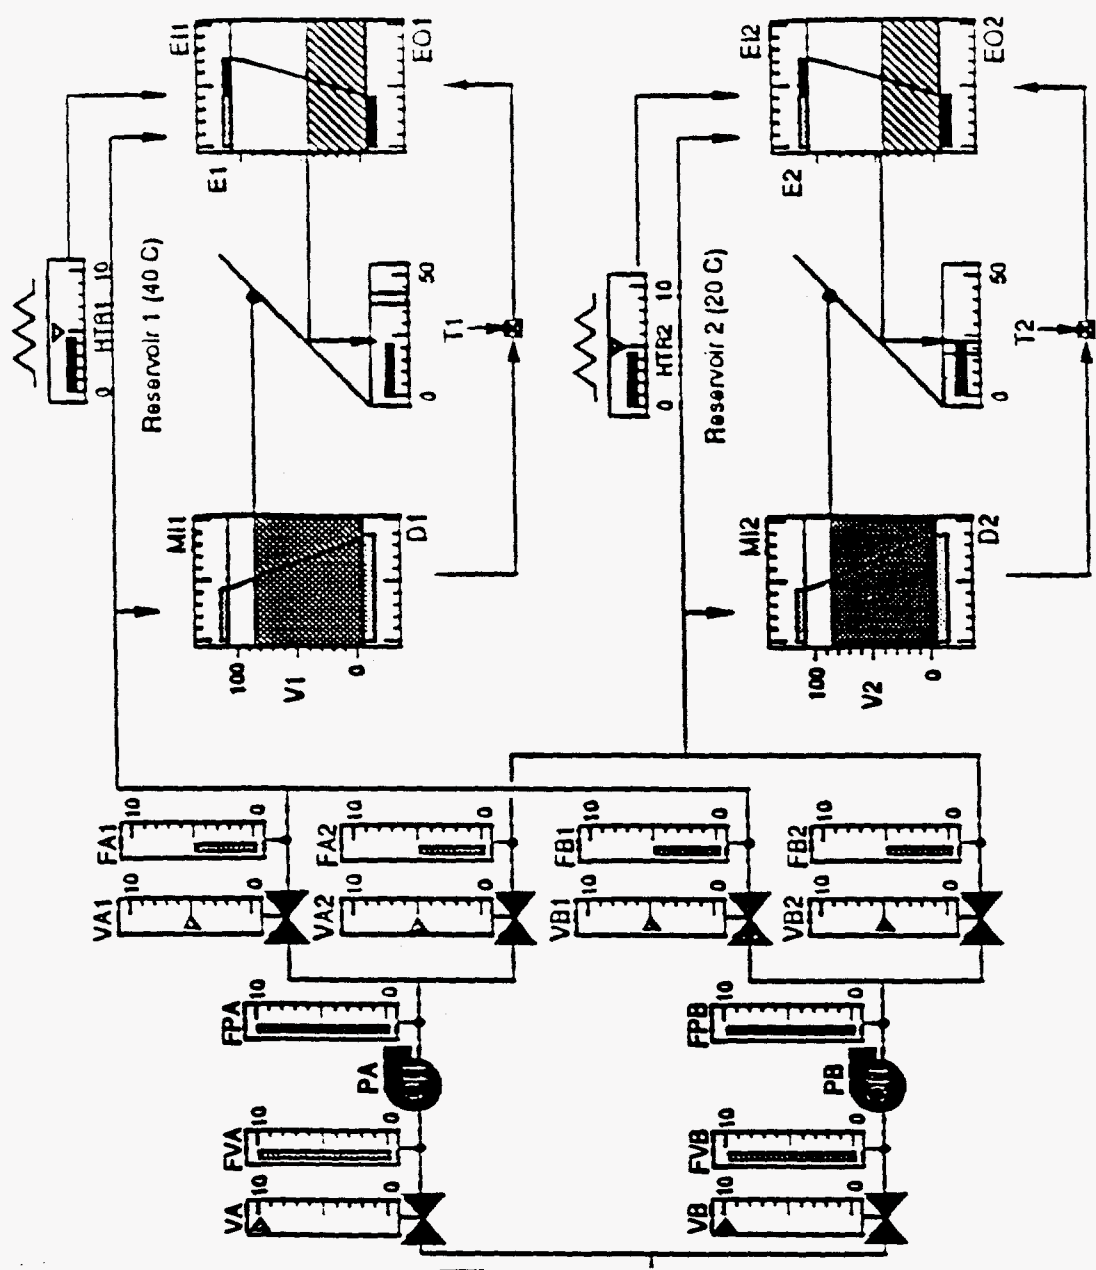 VA
10
0
FVA
10
0
PA
FPA
10
0
VA1
10
0
FA1
10
0
VA2
10
0
FA2
10
0
MI1
100
V1
0
D1
0 HTR1 10
Reservoir 1 (40 C)
0 50
T1
EI1
E1
EO1
VB
10
0
FVB
10
0
PB
FPB
10
0
VB1
10
0
FB1
10
0
VB2
10
0
FB2
10
0
MI2
100
V2
0
D2
0 HTR2 10
Reservoir 2 (20 C)
0 50
T2
EI2
E2
EO2